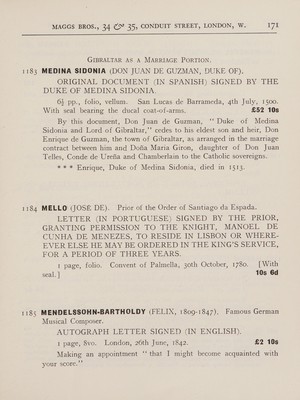 MAGGS BROS., 34 & 35, CONDUIT STREET, LONDON, W. 171
GIBRALTAR AS A MARRIAGE PORTION.
1183 MEDINA SIDONIA (DON JUAN DE GUZMAN, DUKE OF).
ORIGINAL DOCUMENT (IN SPANISH) SIGNED BY THE
DUKE OF MEDINA SIDONIA.
6½ pp., folio, vellum. San Lucas de Barrameda, 4th July, 1500.
With seal bearing the ducal coat-of-arms. £52 10s
By this document, Don Juan de Guzman, "Duke of Medina
Sidonia and Lord of Gibraltar," cedes to his eldest son and heir, Don
Enrique de Guzman, the town of Gibraltar, as arranged in the marriage
contract between him and Doña Maria Giron, daughter of Don Juan
Telles, Conde de Ureña and Chamberlain to the Catholic sovereigns.
*** Enrique, Duke of Medina Sidonia, died in 1513.
1184 MELLO (JOSÉ DE). Prior of the Order of Santiago da Espada.
LETTER (IN PORTUGUESE) SIGNED BY THE PRIOR,
GRANTING PERMISSION TO THE KNIGHT, MANOEL DE
CUNHA DE MENEZES, TO RESIDE IN LISBON OR WHERE-
EVER ELSE HE MAY BE ORDERED IN THE KING'S SERVICE,
FOR A PERIOD OF THREE YEARS.
1 page, folio. Convent of Palmella, 30th October, 1780. [With
seal.] 10s 6d
1185 MENDELSSOHN-BARTHOLDY (FELIX, 1809-1847). Famous German
Musical Composer.
AUTOGRAPH LETTER SIGNED (IN ENGLISH).
1 page, 8vo. London, 26th June, 1842. £2 10s
Making an appointment "that I might become acquainted with
your score."